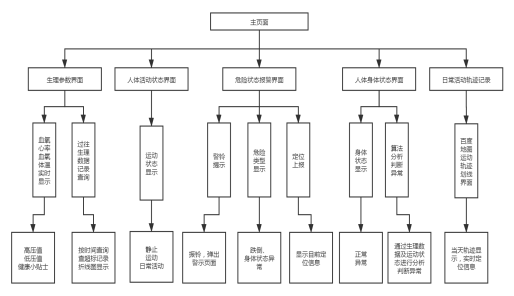 主页面
生理参数界面
人体活动状态界面
危险状态报警界面
人体身体状态界面
日常活动轨迹记录
血氧
心率
血氧
体温
实时
显示
过往
生理
数据
记录
查询
运动
状态
显示
警铃
提示
危险
类型
显示
定位
上报
身体
状态
显示
算法
分析
判断
异常
百度
地图
运动
轨迹
划线
界面
高压值
低压值
健康小贴士
按时间查询
查超标记录
折线图显示
静止
运动
日常活动
振铃，弹出
警示页面
跌倒，
身体状态异
常
显示目前定
位信息
正常
异常
通过生理数
据及运动状
态进行分析
判断异常
当天轨迹显
示，实时定
位信息